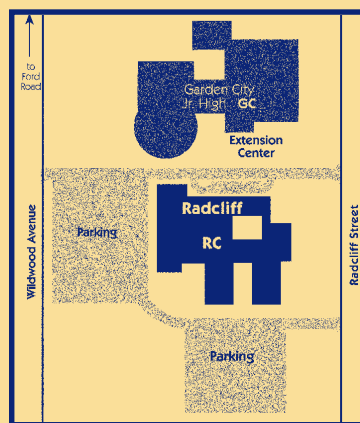 to
Ford
Road
Garden City
Jr. High GC
Extension
Center
Radcliff
RC
Parking
Wildwood Avenue
Radcliff Street
Parking